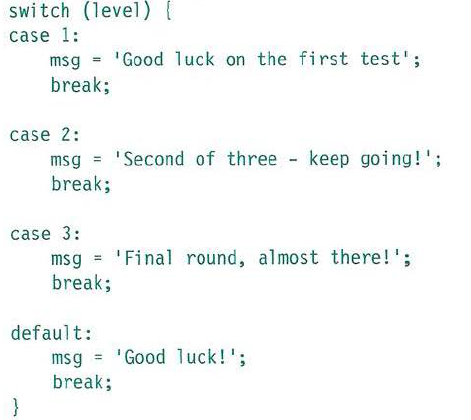 switch (level) {
case 1:
    msg = 'Good luck on the first test';
    break;

case 2:
    msg = 'Second of three – keep going!';
    break;

case 3:
    msg = 'Final round, almost there!';
    break;

default:
    msg = 'Good luck!';
    break;
}